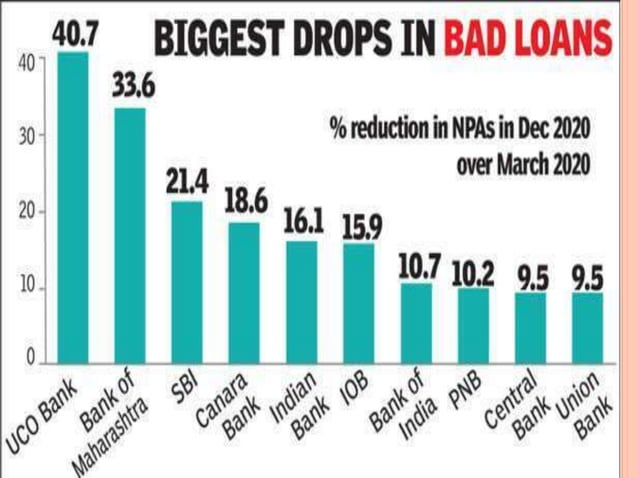 BIGGEST DROPS IN BAD LOANS
% reduction in NPAs in Dec 2020
over March 2020
40.7
33.6
21.4
18.6
16.1
15.9
10.7
10.2
9.5
9.5
40
30
20
10
0
UCO Bank
Bank of
Maharashtra
SBI
Canara
Bank
Indian
Bank
IOB
Bank of
India
PNB
Central
Bank
Union
Bank